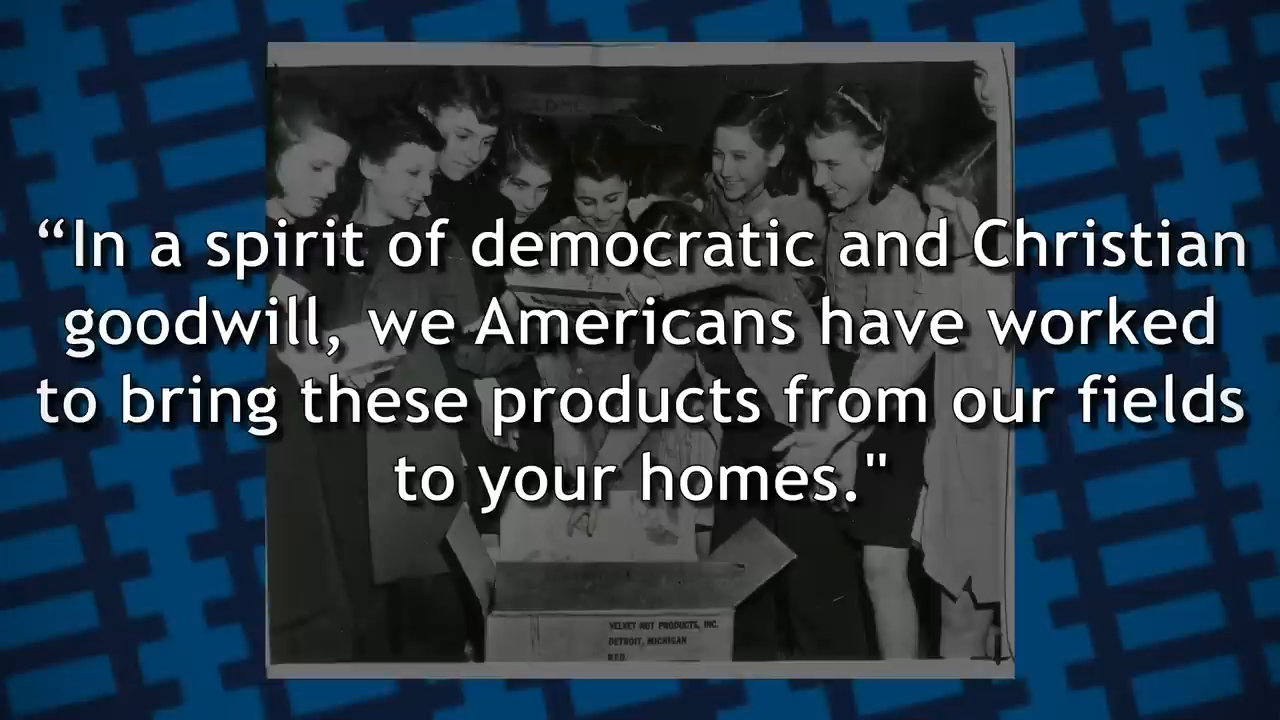 “In a spirit of democratic and Christian
goodwill, we Americans have worked
to bring these products from our fields
to your homes."
VELVET NUT PRODUCTS, INC.
DETROIT, MICHIGAN